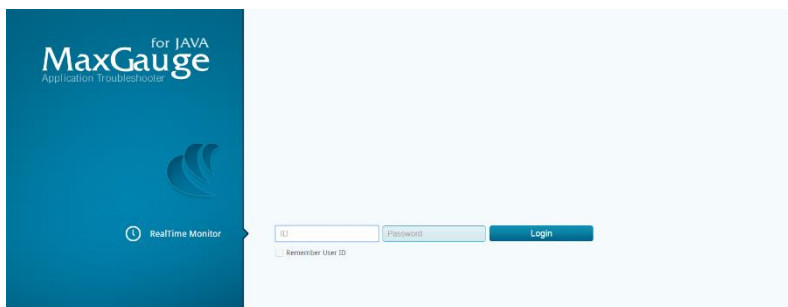 for JAVA
MaxGauge
Application Troubleshooter
RealTime Monitor
ID
Password
Login
Remember User ID